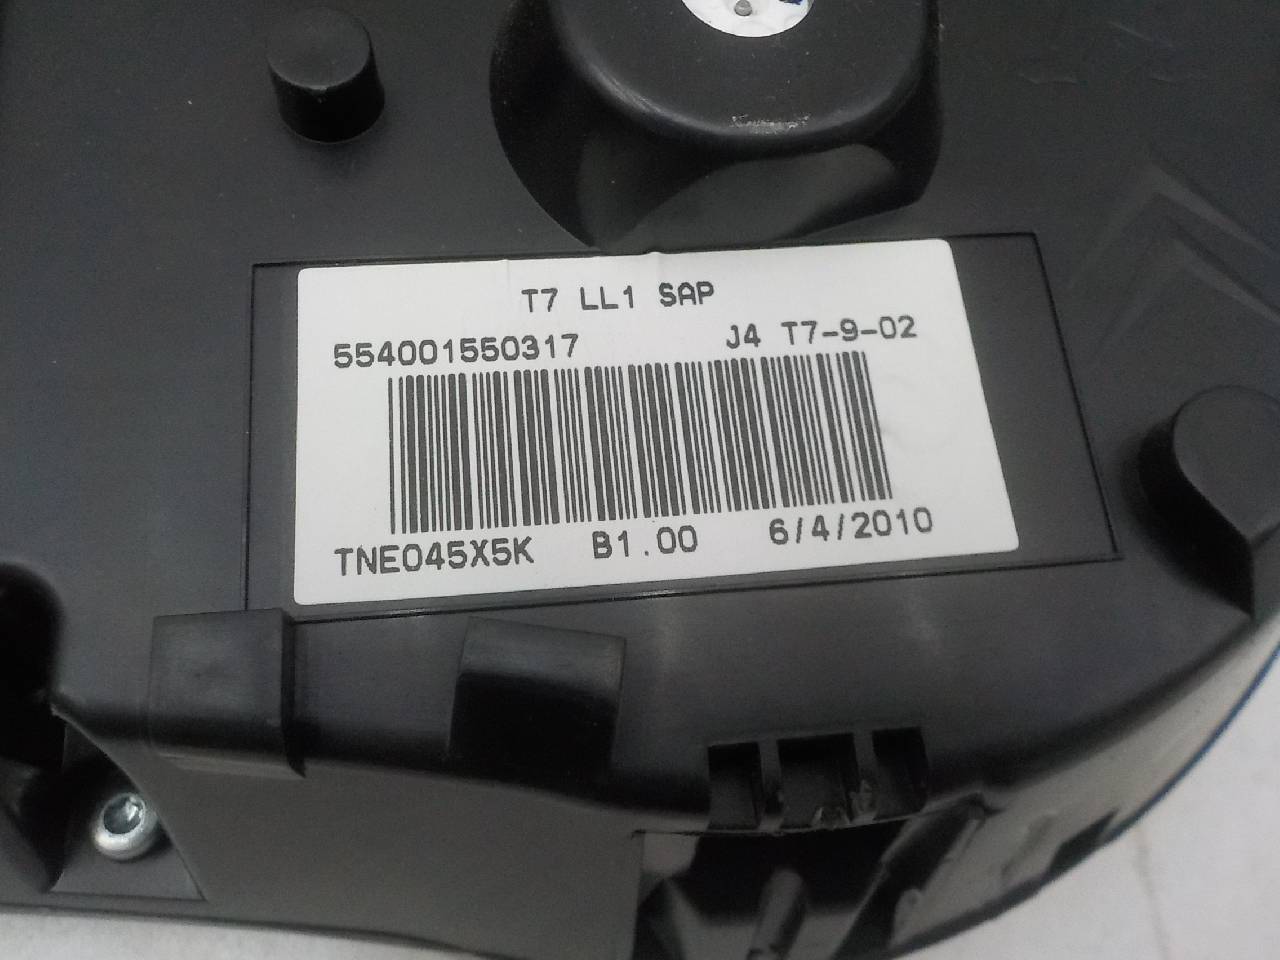 T7 LL1 SAP
554001550317 J4 T7-9-02
TNE045X5K B1.00 6/4/2010